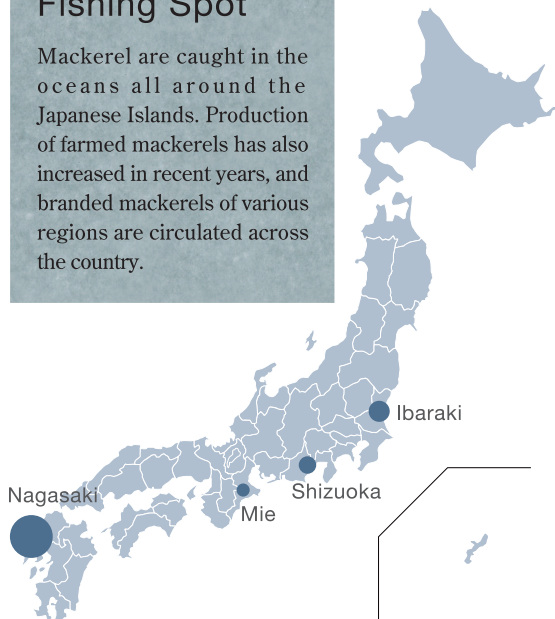 Fishing Spot
Mackerel are caught in the
oceans all around the
Japanese Islands. Production
of farmed mackerels has also
increased in recent years, and
branded mackerels of various
regions are circulated across
the country.
Ibaraki
Shizuoka
Nagasaki
Mie